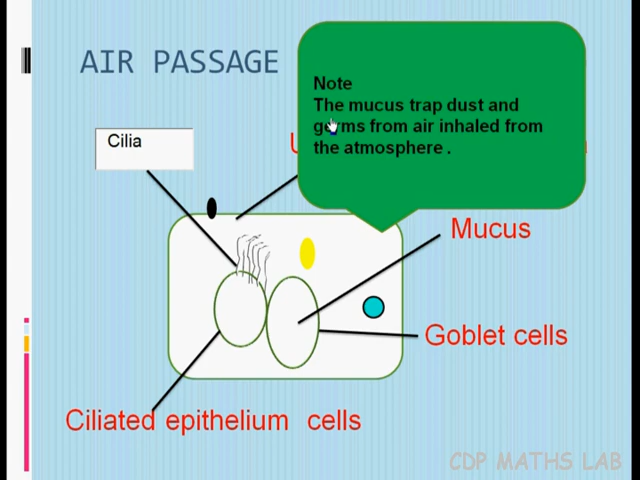 AIR PASSAGE
Note
The mucus trap dust and
germs from air inhaled from
the atmosphere .
Cilia
Mucus
Goblet cells
Ciliated epithelium cells
CDP MATHS LAB